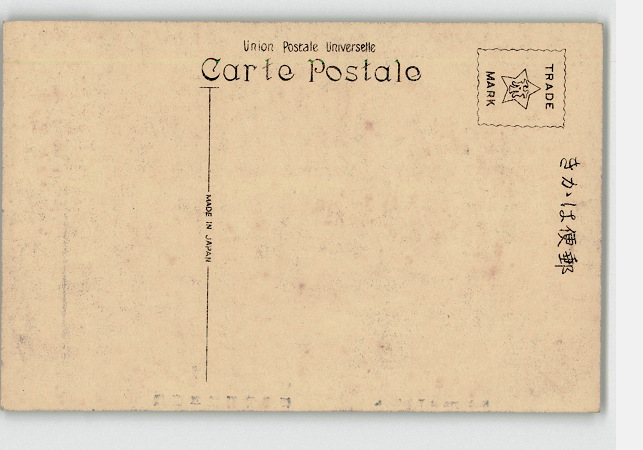 Union Postale Universelle
Carte Postale
TRADE
MARK
MADE IN JAPAN
きかは便郵